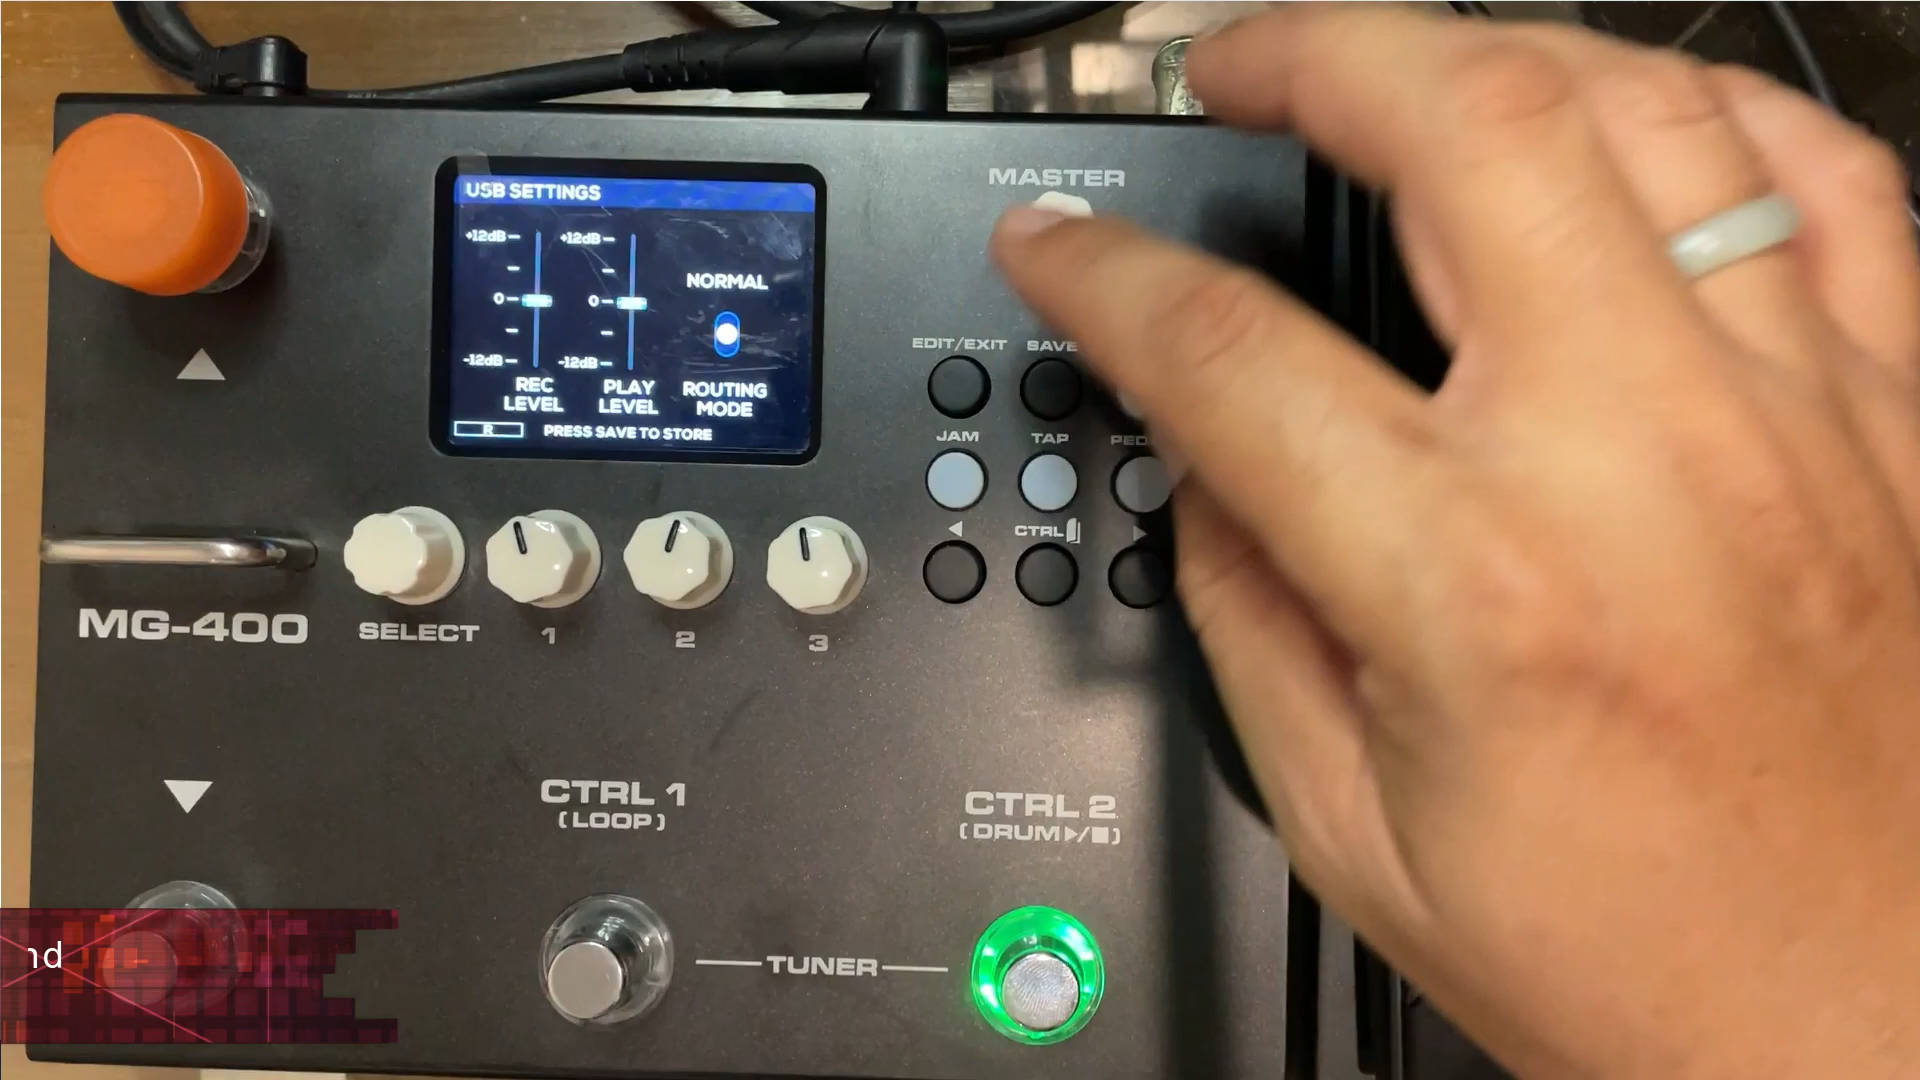 MASTER
USB SETTINGS
+12dB
+12dB
NORMAL
0
0
-12dB
-12dB
REC LEVEL
PLAY LEVEL
ROUTING MODE
R
PRESS SAVE TO STORE
EDIT/EXIT
SAVE
JAM
TAP
CTRL
MG-400
SELECT
1
2
3
CTRL 1
(LOOP)
CTRL 2
(DRUM▶/■)
TUNER
nd